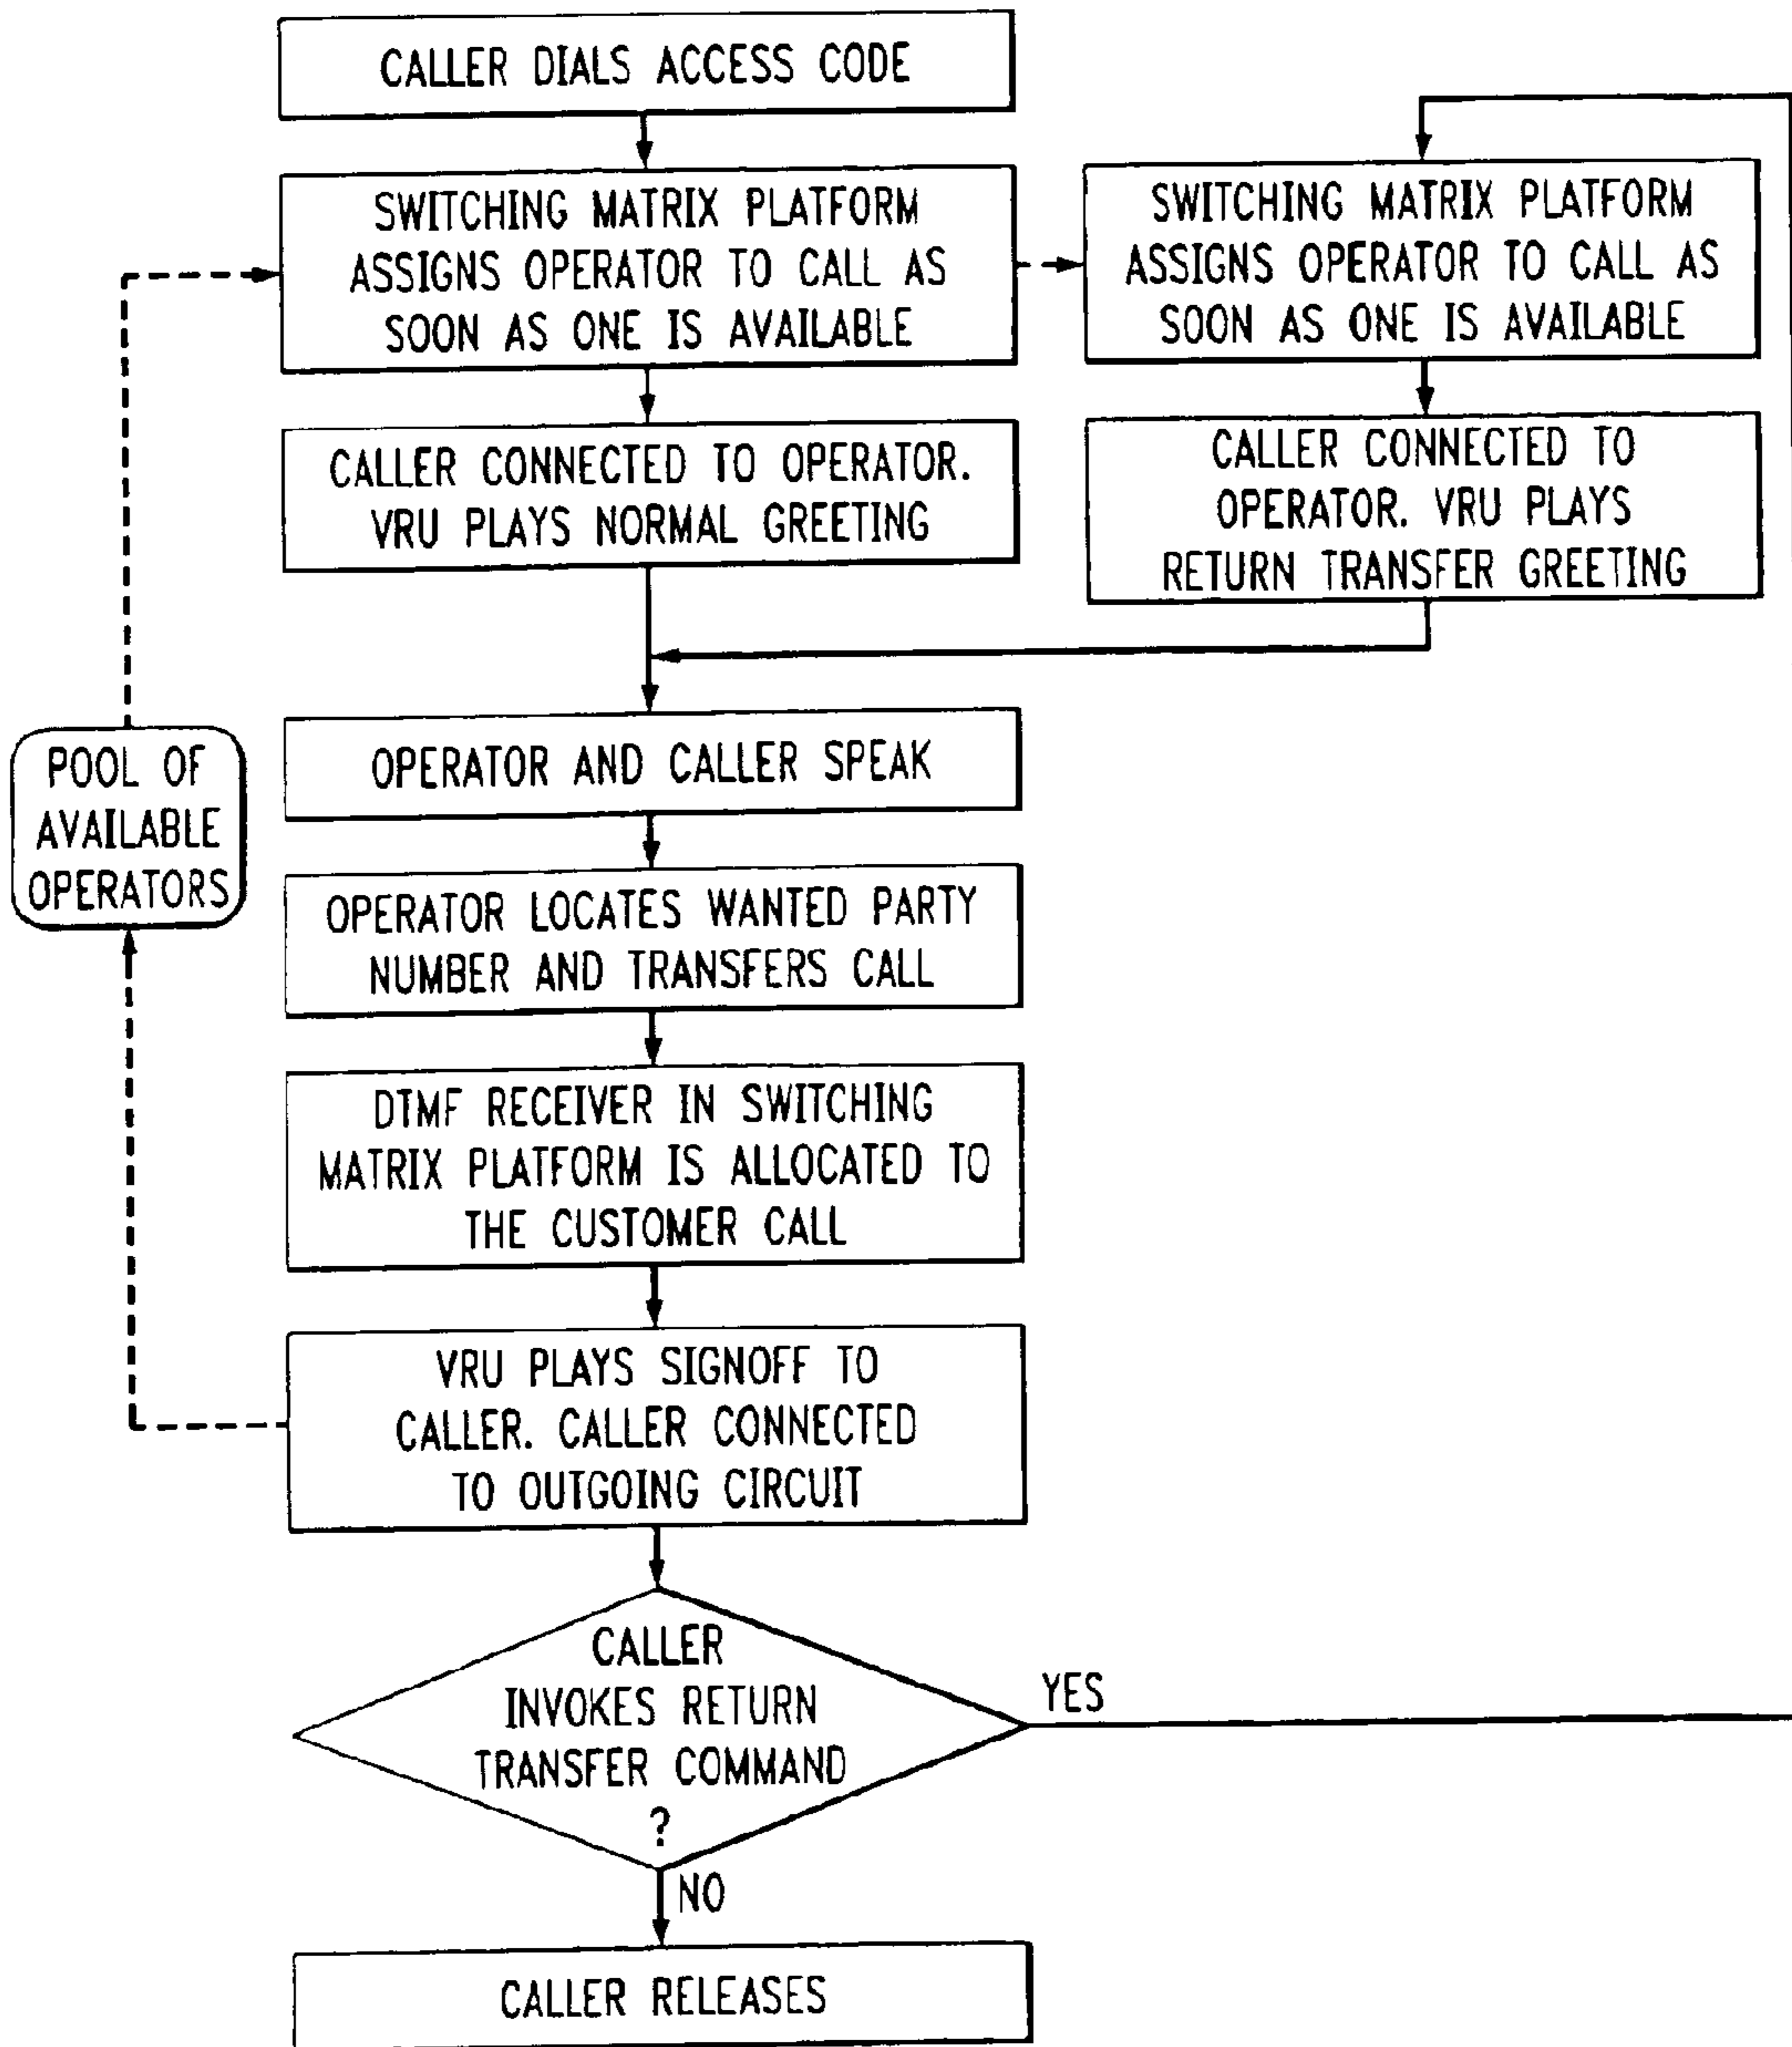 CALLER DIALS ACCESS CODE
SWITCHING MATRIX PLATFORM
ASSIGNS OPERATOR TO CALL AS
SOON AS ONE IS AVAILABLE
SWITCHING MATRIX PLATFORM
ASSIGNS OPERATOR TO CALL AS
SOON AS ONE IS AVAILABLE
CALLER CONNECTED TO OPERATOR.
VRU PLAYS NORMAL GREETING
CALLER CONNECTED TO
OPERATOR. VRU PLAYS
RETURN TRANSFER GREETING
POOL OF
AVAILABLE
OPERATORS
OPERATOR AND CALLER SPEAK
OPERATOR LOCATES WANTED PARTY
NUMBER AND TRANSFERS CALL
DTMF RECEIVER IN SWITCHING
MATRIX PLATFORM IS ALLOCATED TO
THE CUSTOMER CALL
VRU PLAYS SIGNOFF TO
CALLER. CALLER CONNECTED
TO OUTGOING CIRCUIT
CALLER
INVOKES RETURN
TRANSFER COMMAND
?
YES
NO
CALLER RELEASES